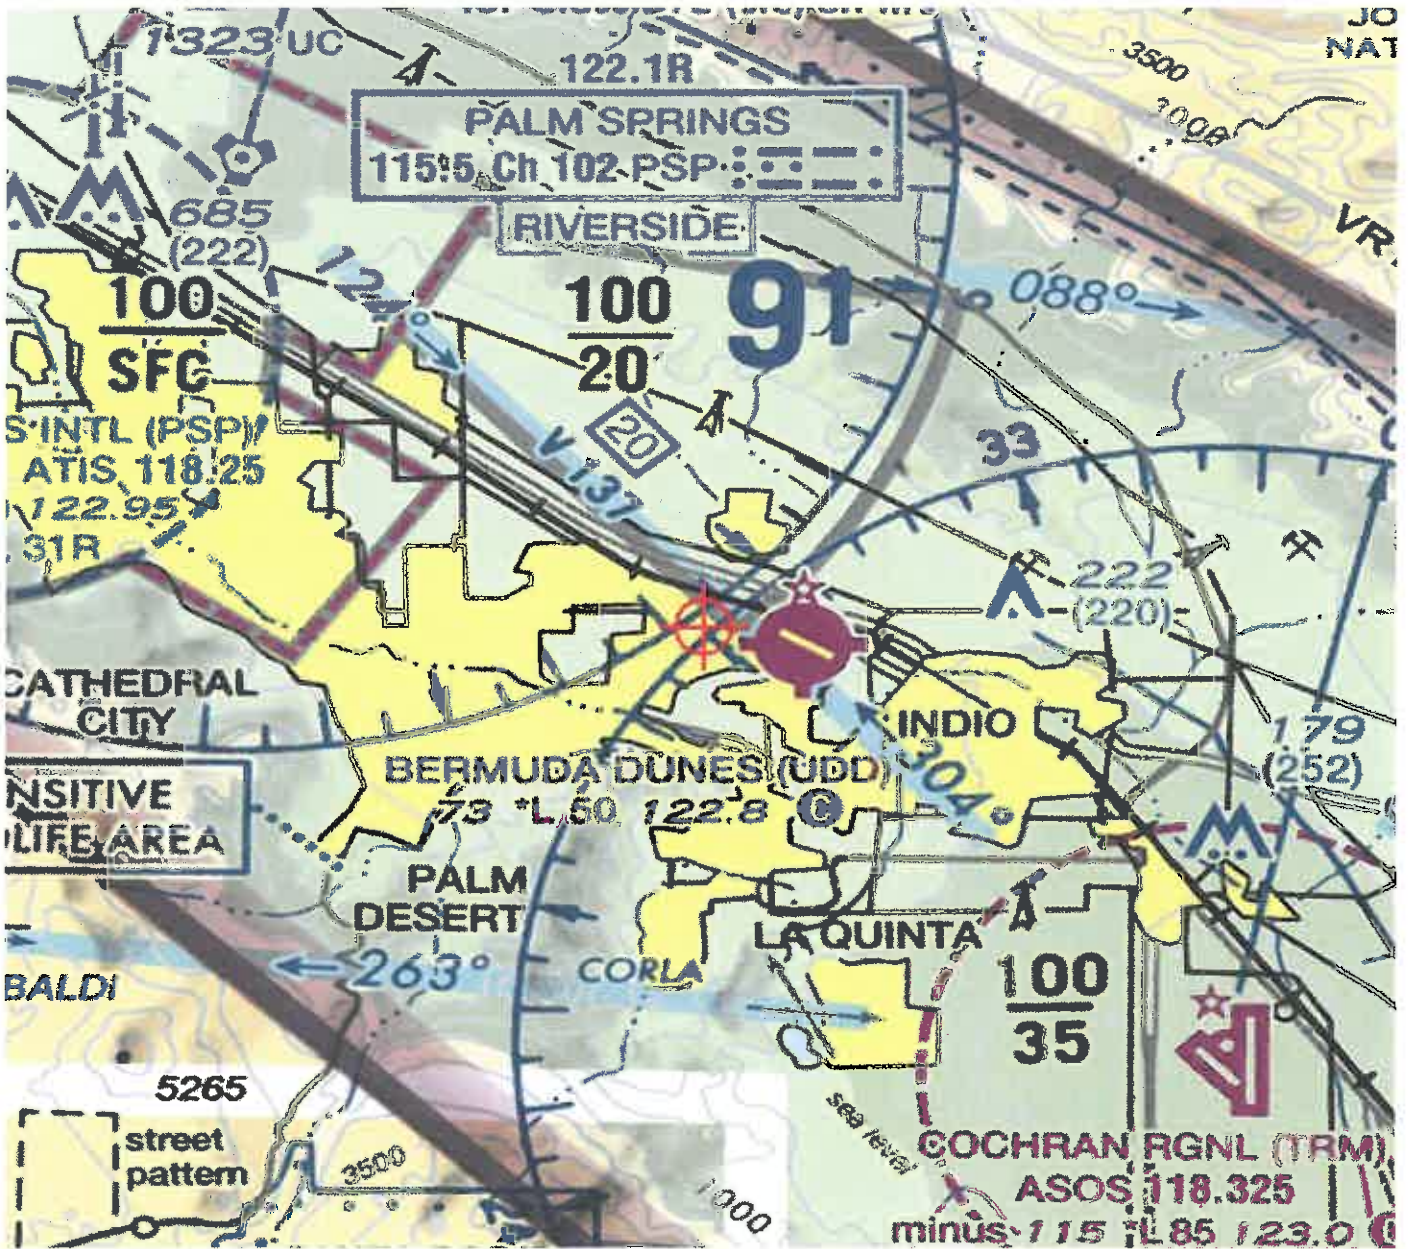 1323 UC
122.1R
PALM SPRINGS
115.5 Ch 102 PSP
RIVERSIDE
JO
NAT
3500
VR
685
(222)
100
SFC
100
20
9¹
088°
20
33
V 137
S INTL (PSP)
ATIS 118.25
122.95
31R
222
(220)
CATHEDRAL
CITY
INDIO
179
(252)
304°
BERMUDA DUNES (UDD)
73 *L 50 122.8 C
NSITIVE
LIFE AREA
PALM
DESERT
LA QUINTA
263°
CORLA
BALDI
100
35
5265
street
pattern
3500
sea level
1000
COCHRAN RGNL (TRM)
ASOS 118.325
minus 115 *L 85 123.0